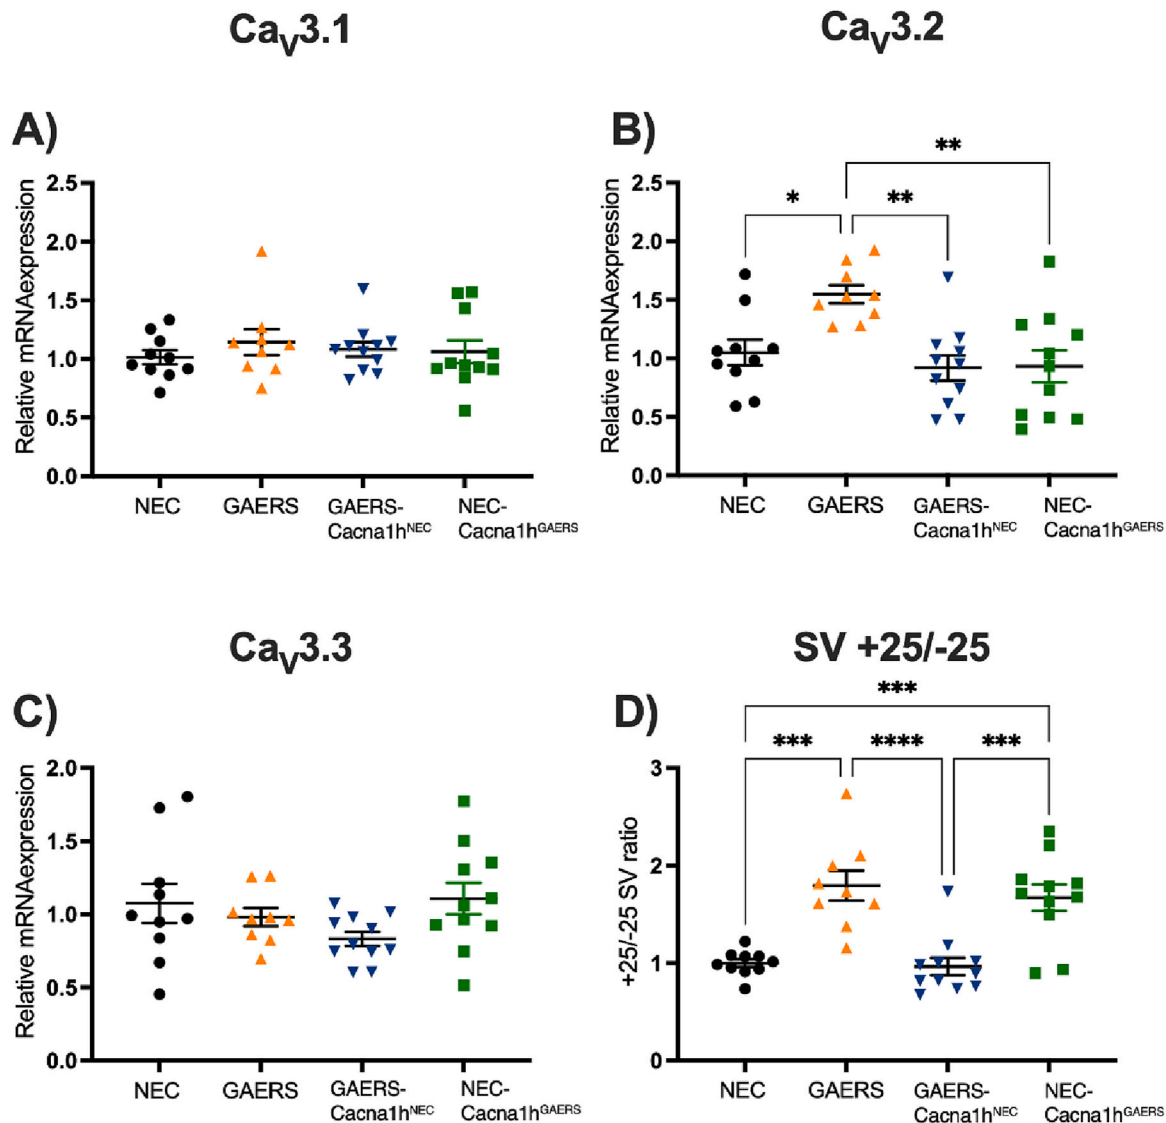 CaV3.1
CaV3.2
A)
B)
**
*
**
Relative mRNAexpression
2.5
2.0
1.5
1.0
0.5
0.0
NEC
GAERS
GAERS-
Cacna1hNEC
NEC-
Cacna1hGAERS
Relative mRNAexpression
2.5
2.0
1.5
1.0
0.5
0.0
NEC
GAERS
GAERS-
Cacna1hNEC
NEC-
Cacna1hGAERS
CaV3.3
SV +25/-25
C)
D)
***
***
****
***
Relative mRNAexpression
2.0
1.5
1.0
0.5
0.0
NEC
GAERS
GAERS-
Cacna1hNEC
NEC-
Cacna1hGAERS
+25/-25 SV ratio
3
2
1
0
NEC
GAERS
GAERS-
Cacna1hNEC
NEC-
Cacna1hGAERS